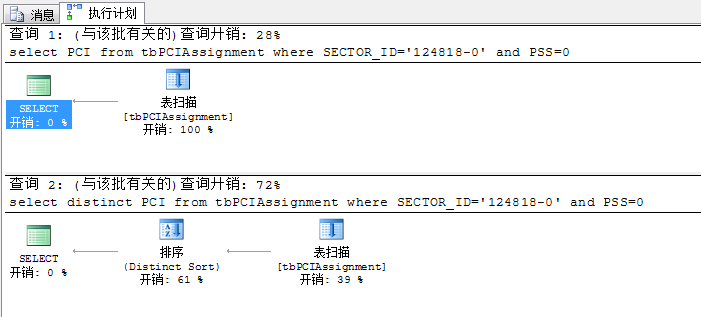 消息 执行计划
查询 1: (与该批有关的)查询开销: 28%
select PCI from tbPCIAssignment where SECTOR_ID='124818-0' and PSS=0
SELECT
开销: 0 %
表扫描
[tbPCIAssignment]
开销: 100 %
查询 2: (与该批有关的)查询开销: 72%
select distinct PCI from tbPCIAssignment where SECTOR_ID='124818-0' and PSS=0
SELECT
开销: 0 %
排序
(Distinct Sort)
开销: 61 %
表扫描
[tbPCIAssignment]
开销: 39 %